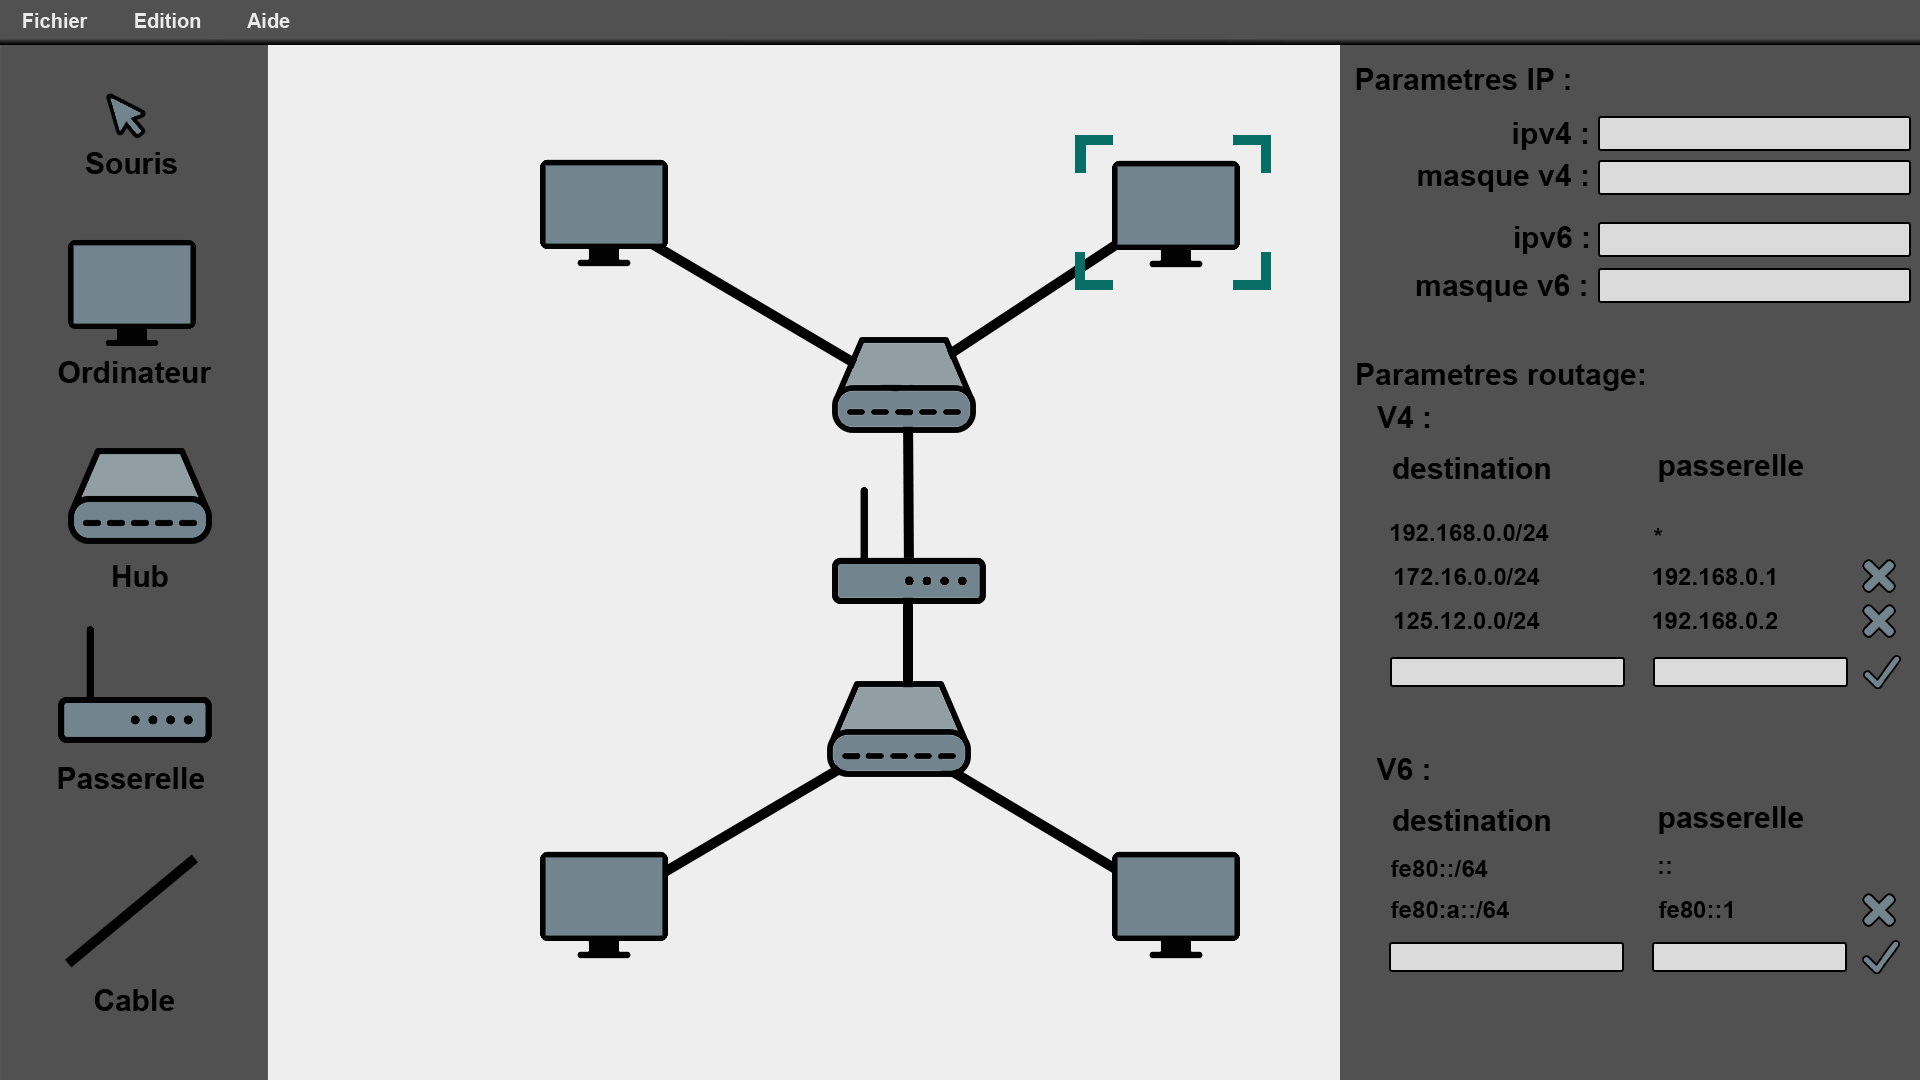 Fichier Edition Aide
Souris
Ordinateur
Hub
Passerelle
Cable
Parametres IP :
ipv4 :
masque v4 :
ipv6 :
masque v6 :
Parametres routage:
V4 :
destination passerelle
192.168.0.0/24 *
172.16.0.0/24 192.168.0.1
125.12.0.0/24 192.168.0.2
V6 :
destination passerelle
fe80::/64 ::
fe80:a::/64 fe80::1